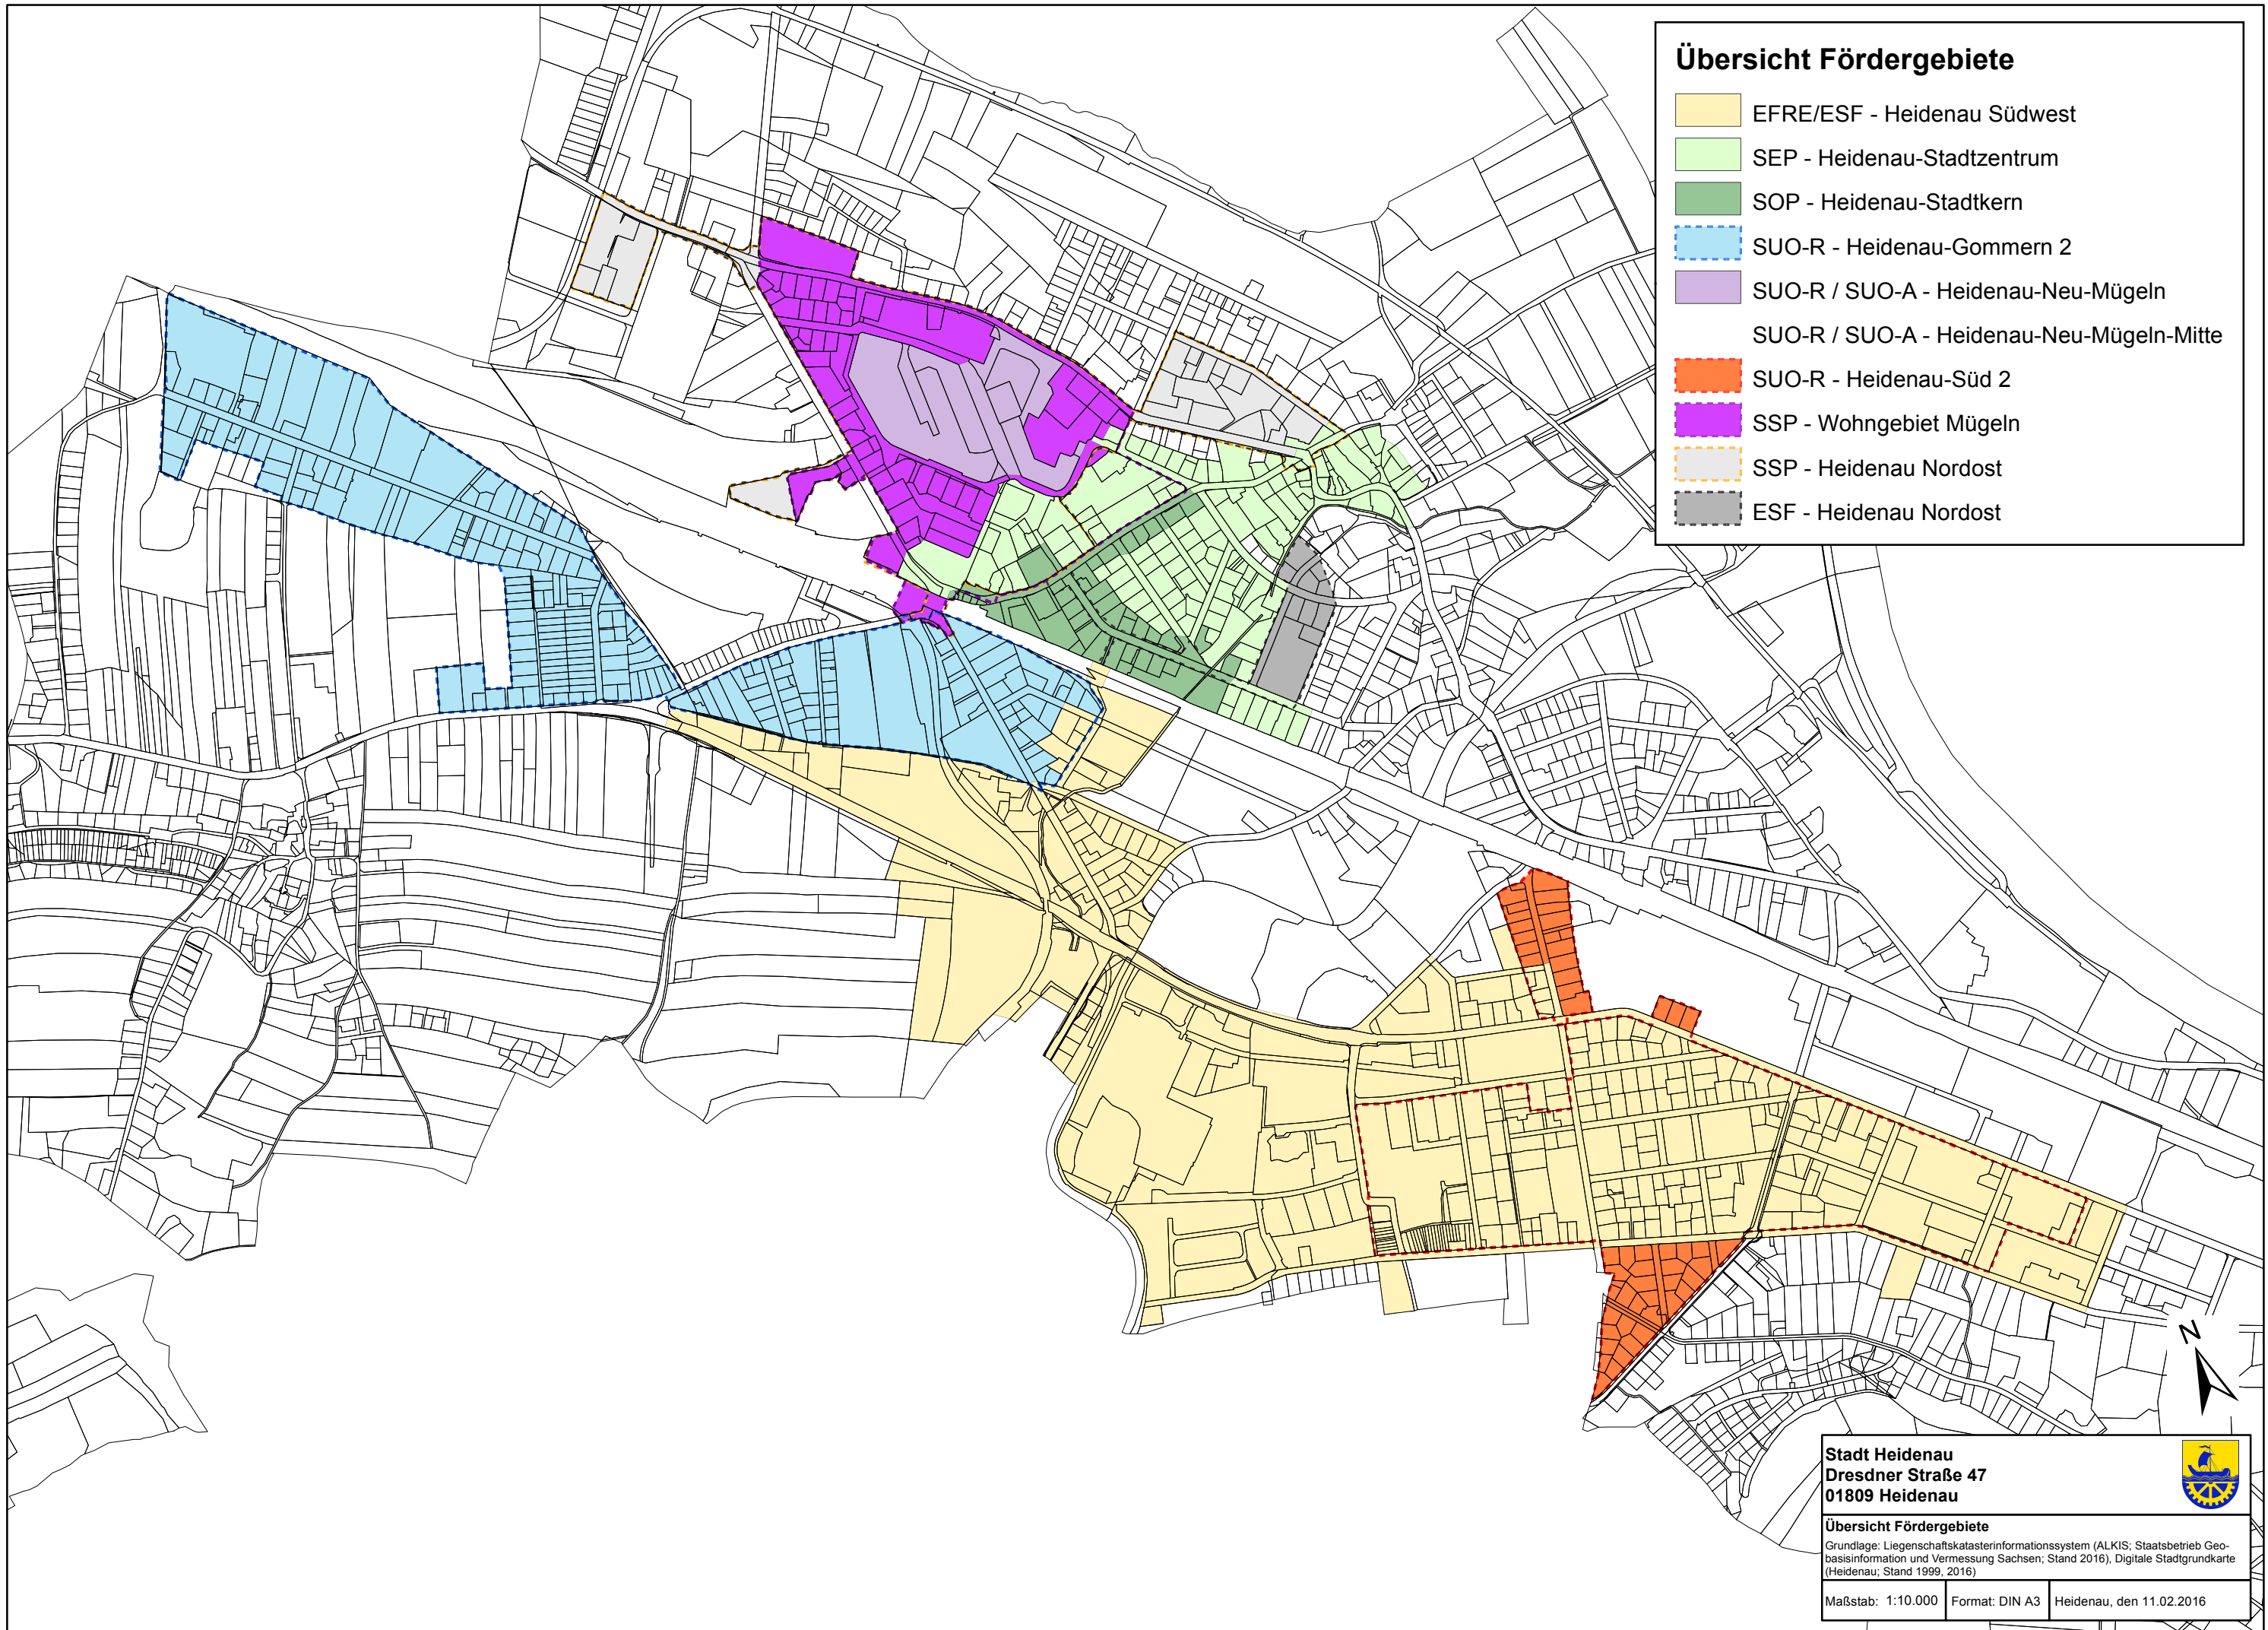 Übersicht Fördergebiete
EFRE/ESF - Heidenau Südwest
SEP - Heidenau-Stadtzentrum
SOP - Heidenau-Stadtkern
SUO-R - Heidenau-Gommern 2
SUO-R / SUO-A - Heidenau-Neu-Mügeln
SUO-R / SUO-A - Heidenau-Neu-Mügeln-Mitte
SUO-R - Heidenau-Süd 2
SSP - Wohngebiet Mügeln
SSP - Heidenau Nordost
ESF - Heidenau Nordost
N
Stadt Heidenau
Dresdner Straße 47
01809 Heidenau
Übersicht Fördergebiete
Grundlage: Liegenschaftskatasterinformationssystem (ALKIS; Staatsbetrieb Geo-
basisinformation und Vermessung Sachsen; Stand 2016), Digitale Stadtgrundkarte
(Heidenau; Stand 1999, 2016)
Maßstab: 1:10.000 Format: DIN A3 Heidenau, den 11.02.2016